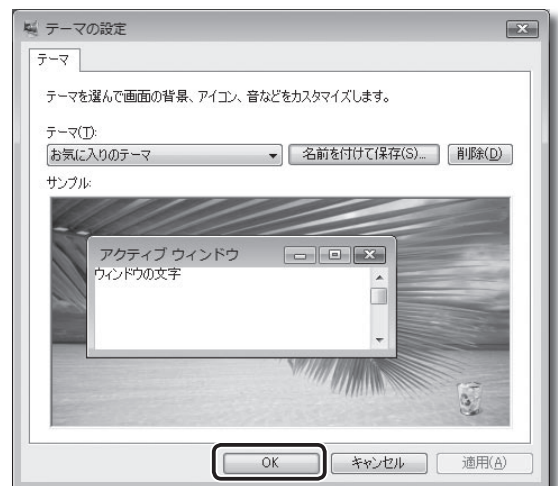 テーマの設定
テーマ
テーマを選んで画面の背景、アイコン、音などをカスタマイズします。
テーマ(T):
お気に入りのテーマ 名前を付けて保存(S)... 削除(D)
サンプル:
アクティブ ウィンドウ
ウィンドウの文字
OK キャンセル 適用(A)